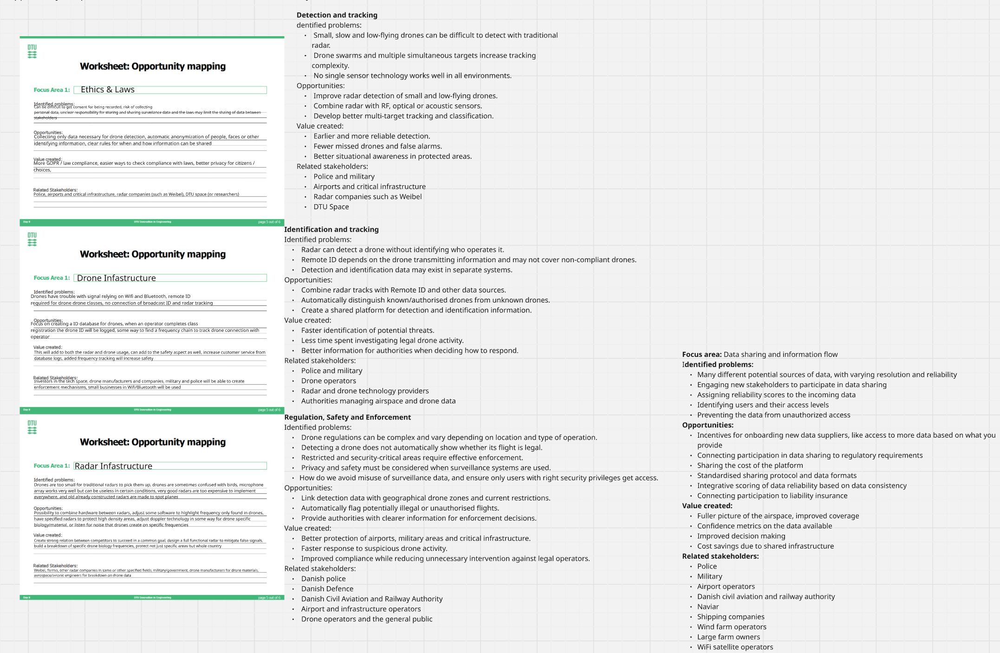 DTU
Worksheet: Opportunity mapping
Focus Area 1: Ethics & Laws
Identified problems:
Can be difficult to get consent for being recorded, risk of collecting
personal data, unclear responsibility for storing and sharing surveilance data and the laws may limit the shaing of data between
stakeholders
Opportunities:
Collecting only data necessary for drone detection, automatic anonymization of people, faces or other
identifying information, clear rules for when and how information can be shared
Value created:
More GDPR / law compliance, easier ways to check compliance with laws, better privacy for citizens /
choices,
Related Stakeholders:
Police, airports and critical infrastructure, radar companies (such as Weibel), DTU space (or researchers)
Day 8 DTU Innovation in Engineering page 5 out of 6
DTU
Worksheet: Opportunity mapping
Focus Area 1: Drone Infastructure
Identified problems:
Drones have trouble with signal relying on Wifi and Bluetooth, remote ID
required for drone drone classes, no connection of broadcast ID and radar tracking
Opportunities:
Focus on creating a ID database for drones, when an operator completes class
registration the drone ID will be logged, some way to find a frequency chain to track drone connection with
operator
Value created:
This will add to both the radar and drone usage, can add to the safety aspect as well, increase customer service from
database logs, added frequency tracking will increase safety
Related Stakeholders:
Investors in the tech space, drone manufacturers and companies, military and police will be able to create
enforcement mechanisms, small businesses in Wifi/Bluetooth will be used
Day 8 DTU Innovation in Engineering page 5 out of 6
DTU
Worksheet: Opportunity mapping
Focus Area 1: Radar Infastructure
Identified problems:
Drones are too small for traditional radars to pick them up, drones are sometimes confused with birds, microphone
array works very well but can be useless in certain conditions, very good radars are too expensive to implement
everywhere, and old already constructed radars are made to spot planes
Opportunities:
Possibility to combine hardware between radars, adjust some software to highlight frequency only found in drones,
have specified radars to protect high density areas, adjust doppler technology in some way for drone specific
biology/material, or listen for noise that drones create on specific frequencies
Value created:
Create strong relation between competitors to succeed in a common goal, design a full functional radar to mitigate false signals,
build a breakdown of specific drone biology frequencies, protect not just specific areas but whole country
Related Stakeholders:
Weibel, Termo, other radar companies in same or other specified fields, military/government, drone manufacturers for drone materials,
aerospace/avionic engineers for breakdown on drone data
Day 8 DTU Innovation in Engineering page 5 out of 6
Detection and tracking
dentified problems:
• Small, slow and low-flying drones can be difficult to detect with traditional
radar.
• Drone swarms and multiple simultaneous targets increase tracking
complexity.
• No single sensor technology works well in all environments.
Opportunities:
• Improve radar detection of small and low-flying drones.
• Combine radar with RF, optical or acoustic sensors.
• Develop better multi-target tracking and classification.
Value created:
• Earlier and more reliable detection.
• Fewer missed drones and false alarms.
• Better situational awareness in protected areas.
Related stakeholders:
• Police and military
• Airports and critical infrastructure
• Radar companies such as Weibel
• DTU Space
Identification and tracking
Identified problems:
• Radar can detect a drone without identifying who operates it.
• Remote ID depends on the drone transmitting information and may not cover non-compliant drones.
• Detection and identification data may exist in separate systems.
Opportunities:
• Combine radar tracks with Remote ID and other data sources.
• Automatically distinguish known/authorised drones from unknown drones.
• Create a shared platform for detection and identification information.
Value created:
• Faster identification of potential threats.
• Less time spent investigating legal drone activity.
• Better information for authorities when deciding how to respond.
Related stakeholders:
• Police and military
• Drone operators
• Radar and drone technology providers
• Authorities managing airspace and drone data
Regulation, Safety and Enforcement
Identified problems:
• Drone regulations can be complex and vary depending on location and type of operation.
• Detecting a drone does not automatically show whether its flight is legal.
• Restricted and security-critical areas require effective enforcement.
• Privacy and safety must be considered when surveillance systems are used.
• How do we avoid misuse of surveillance data, and ensure only users with right security privileges get access.
Opportunities:
• Link detection data with geographical drone zones and current restrictions.
• Automatically flag potentially illegal or unauthorised flights.
• Provide authorities with clearer information for enforcement decisions.
Value created:
• Better protection of airports, military areas and critical infrastructure.
• Faster response to suspicious drone activity.
• Improved compliance while reducing unnecessary intervention against legal operators.
Related stakeholders:
• Danish police
• Danish Defence
• Danish Civil Aviation and Railway Authority
• Airport and infrastructure operators
• Drone operators and the general public
Focus area: Data sharing and information flow
Identified problems:
• Many different potential sources of data, with varying resolution and reliability
• Engaging new stakeholders to participate in data sharing
• Assigning reliability scores to the incoming data
• Identifying users and their access levels
• Preventing the data from unauthorized access
Opportunities:
• Incentives for onboarding new data suppliers, like access to more data based on what you
provide
• Connecting participation in data sharing to regulatory requirements
• Sharing the cost of the platform
• Standardised sharing protocol and data formats
• Integrative scoring of data reliability based on data consistency
• Connecting participation to liability insurance
Value created:
• Fuller picture of the airspace, improved coverage
• Confidence metrics on the data available
• Improved decision making
• Cost savings due to shared infrastructure
Related stakeholders:
• Police
• Military
• Airport operators
• Danish civil aviation and railway authority
• Naviar
• Shipping companies
• Wind farm operators
• Large farm owners
• WiFi satellite operators